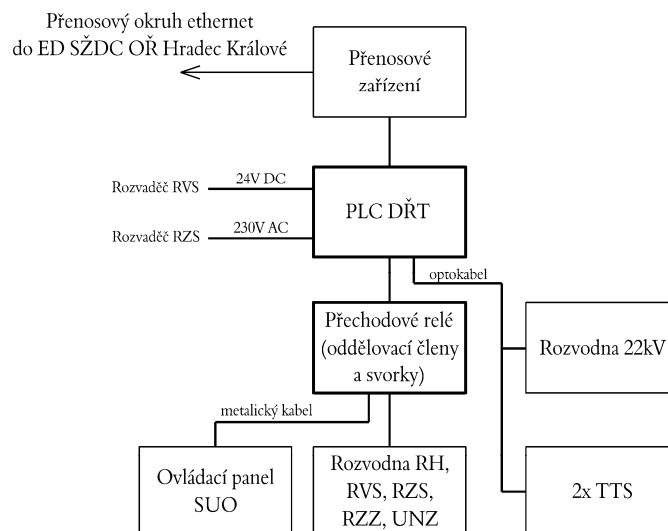 Přenosový okruh ethernet
do ED SŽDC OŘ Hradec Králové
Přenosové
zařízení
Rozvaděč RVS
24V DC
PLC DŘT
Rozvaděč RZS
230V AC
optokabel
Přechodové relé
(oddělovací členy
a svorky)
Rozvodna 22kV
metalický kabel
Ovládací panel
SUO
Rozvodna RH,
RVS, RZS,
RZZ, UNZ
2x TTS